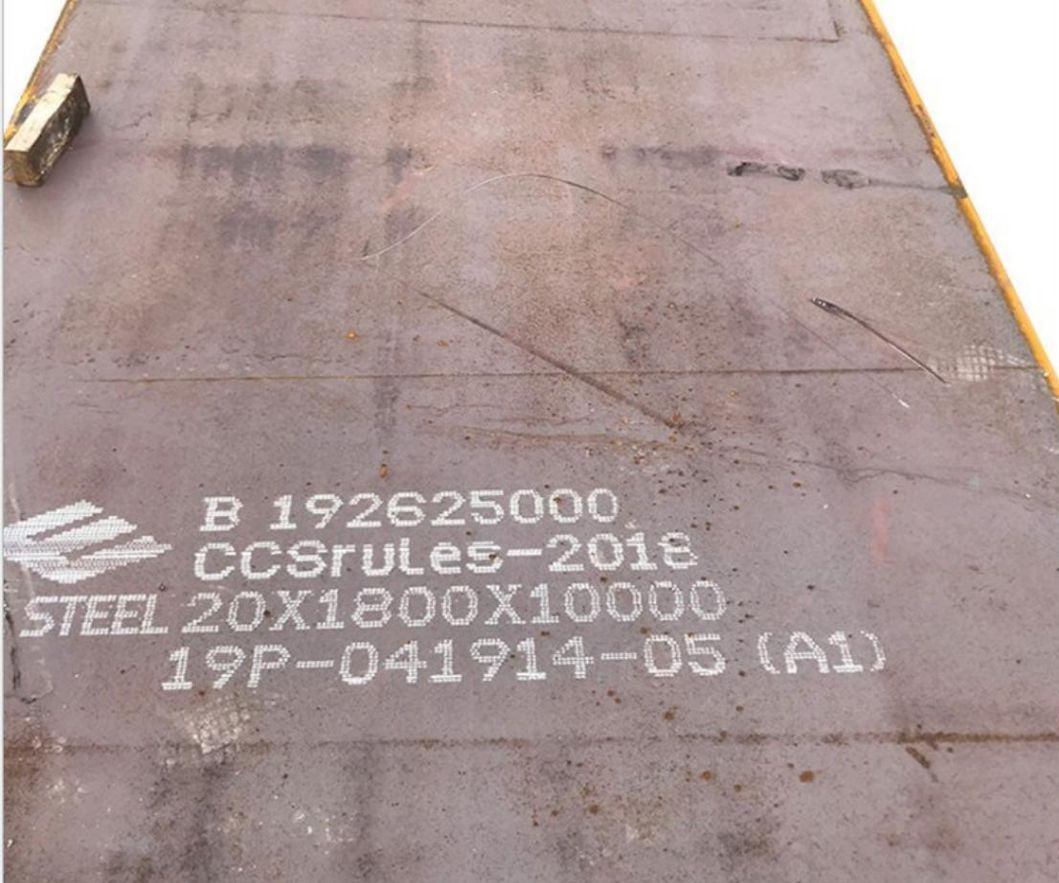 B 192625000
CCSrules-2018
STEEL 20X1800X10000
19P-041914-05 (A1)